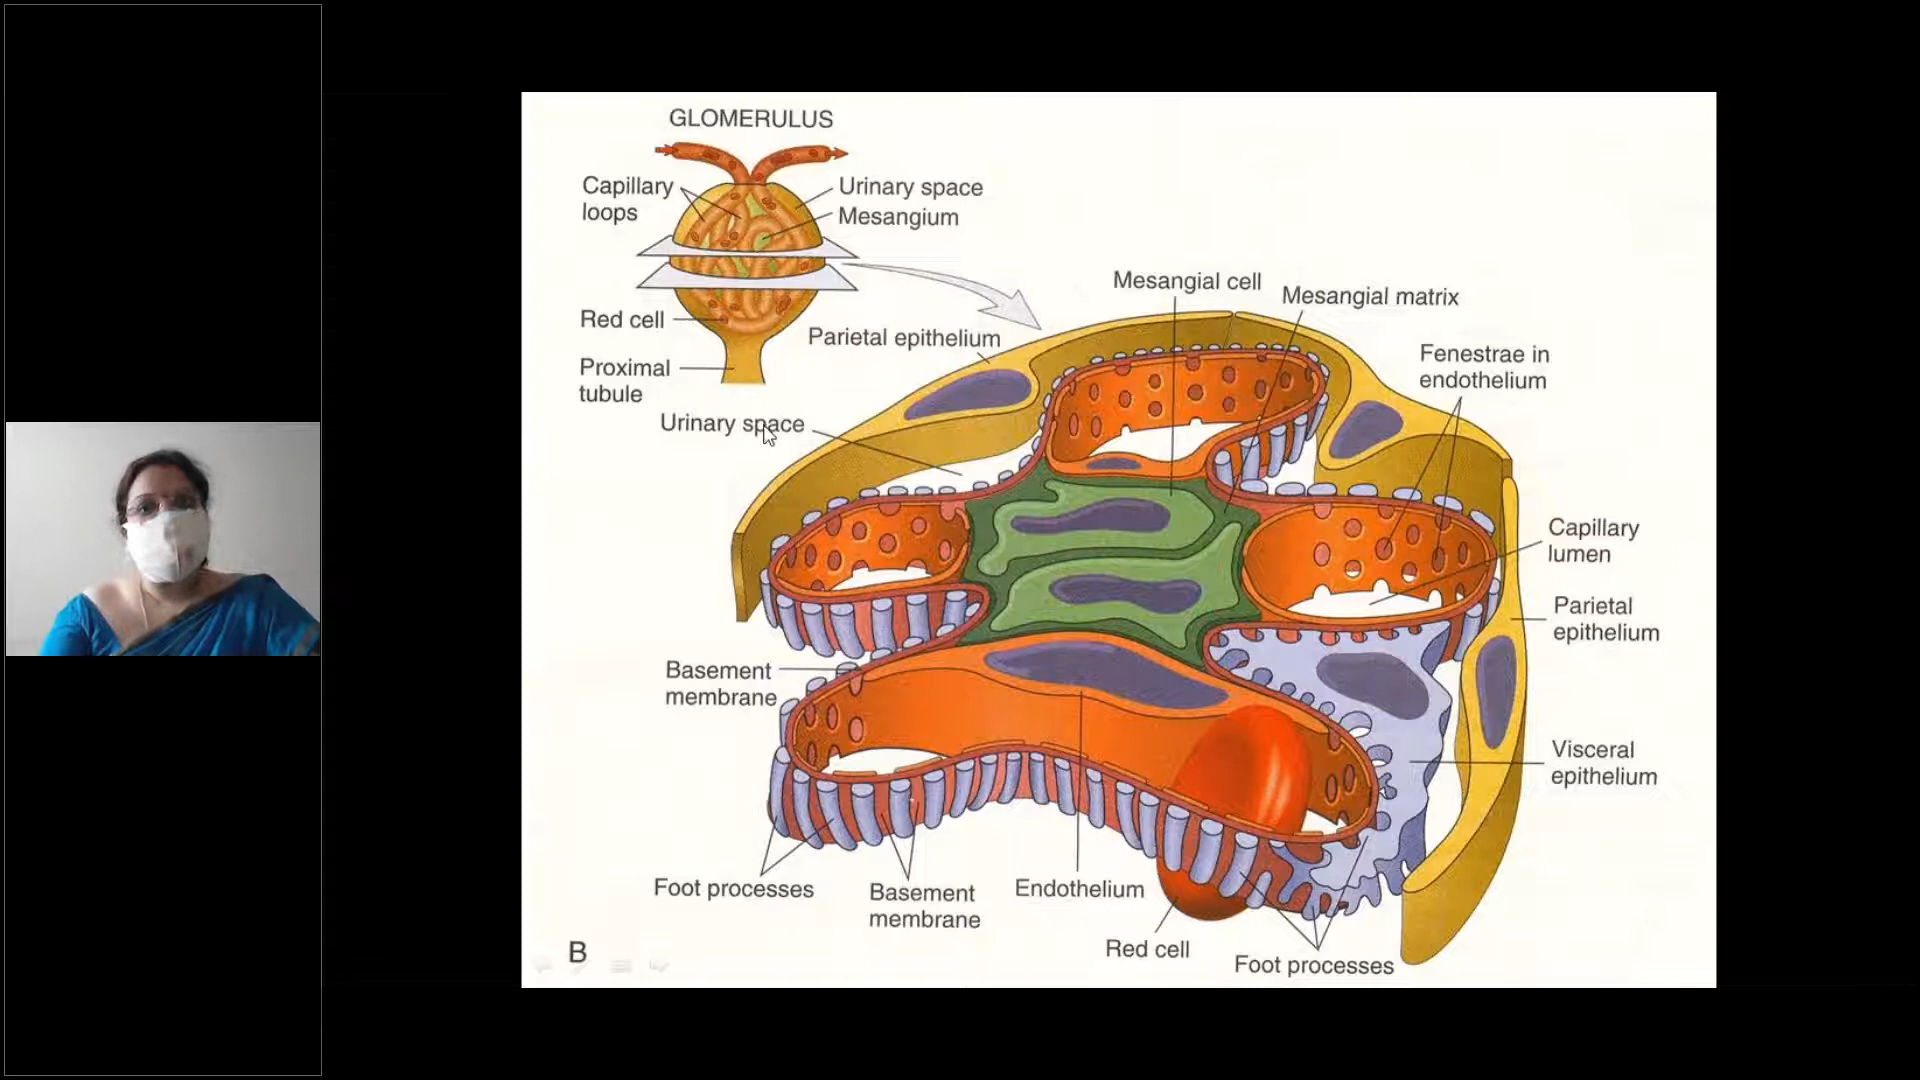 GLOMERULUS
Capillary
loops
Urinary space
Mesangium
Red cell
Proximal
tubule
Parietal epithelium
Urinary space
Mesangial cell
Mesangial matrix
Fenestrae in
endothelium
Capillary
lumen
Parietal
epithelium
Basement
membrane
Visceral
epithelium
Foot processes
Basement
membrane
Endothelium
Red cell
Foot processes
B